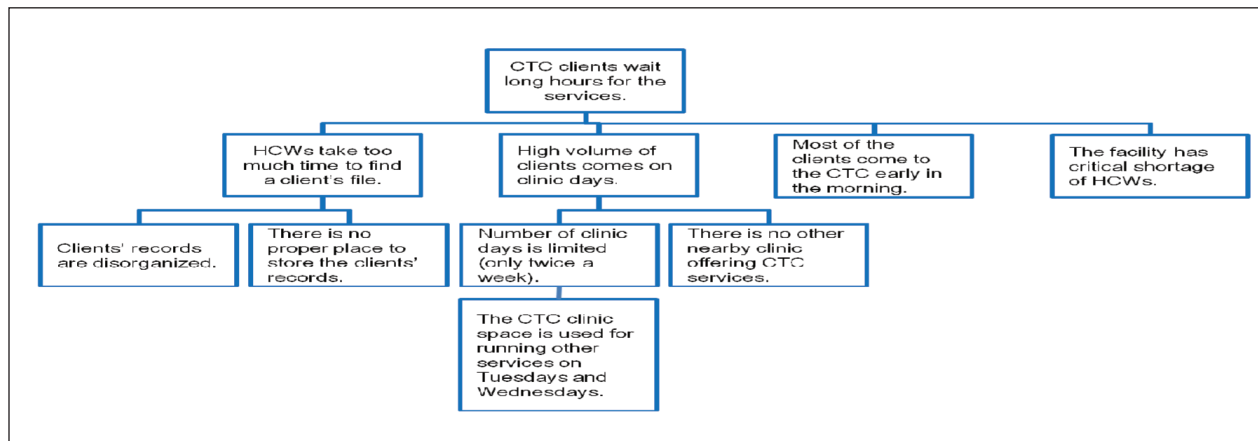 CTC clients wait
long hours for the
services.
HCWs take too
much time to find
a client's file.
High volume of
clients comes on
clinic days.
Most of the
clients come to
the CTC early in
the morning.
The facility has
critical shortage
of HCWs.
Clients' records
are disorganized.
There is no
proper place to
store the clients'
records.
Number of clinic
days is limited
(only twice a
week).
There is no other
nearby clinic
offering CTC
services.
The CTC clinic
space is used for
running other
services on
Tuesdays and
Wednesdays.